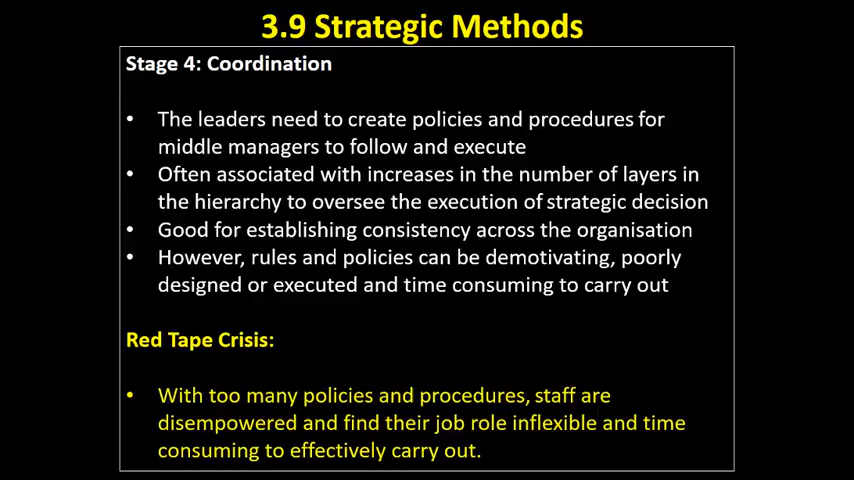 3.9 Strategic Methods
Stage 4: Coordination
• The leaders need to create policies and procedures for
middle managers to follow and execute
• Often associated with increases in the number of layers in
the hierarchy to oversee the execution of strategic decision
• Good for establishing consistency across the organisation
• However, rules and policies can be demotivating, poorly
designed or executed and time consuming to carry out
Red Tape Crisis:
• With too many policies and procedures, staff are
disempowered and find their job role inflexible and time
consuming to effectively carry out.